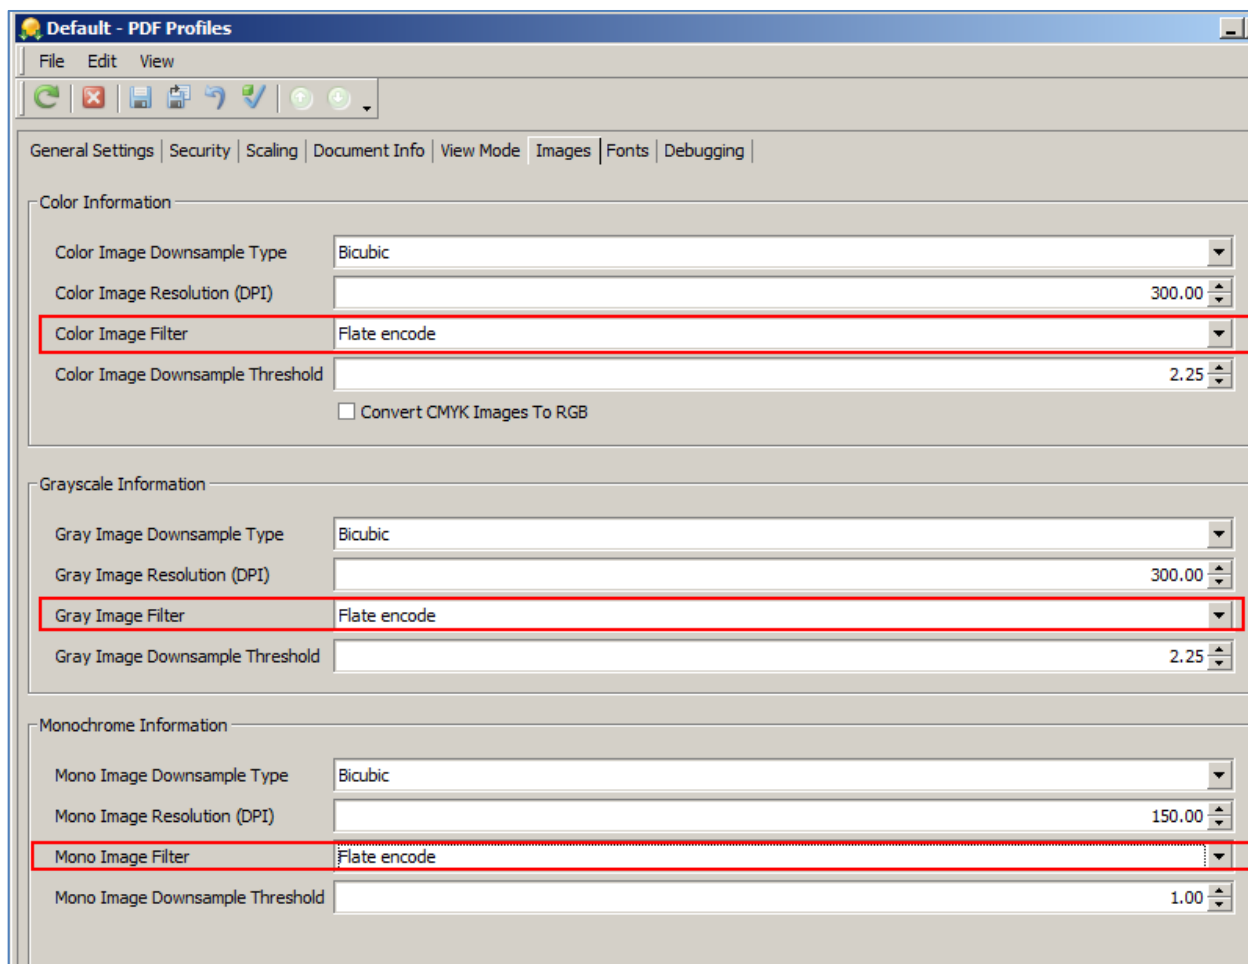 Default - PDF Profiles
File Edit View
General Settings Security Scaling Document Info View Mode Images Fonts Debugging
Color Information
Color Image Downsample Type Bicubic
Color Image Resolution (DPI) 300.00
Color Image Filter Flate encode
Color Image Downsample Threshold 2.25
Convert CMYK Images To RGB
Grayscale Information
Gray Image Downsample Type Bicubic
Gray Image Resolution (DPI) 300.00
Gray Image Filter Flate encode
Gray Image Downsample Threshold 2.25
Monochrome Information
Mono Image Downsample Type Bicubic
Mono Image Resolution (DPI) 150.00
Mono Image Filter Flate encode
Mono Image Downsample Threshold 1.00